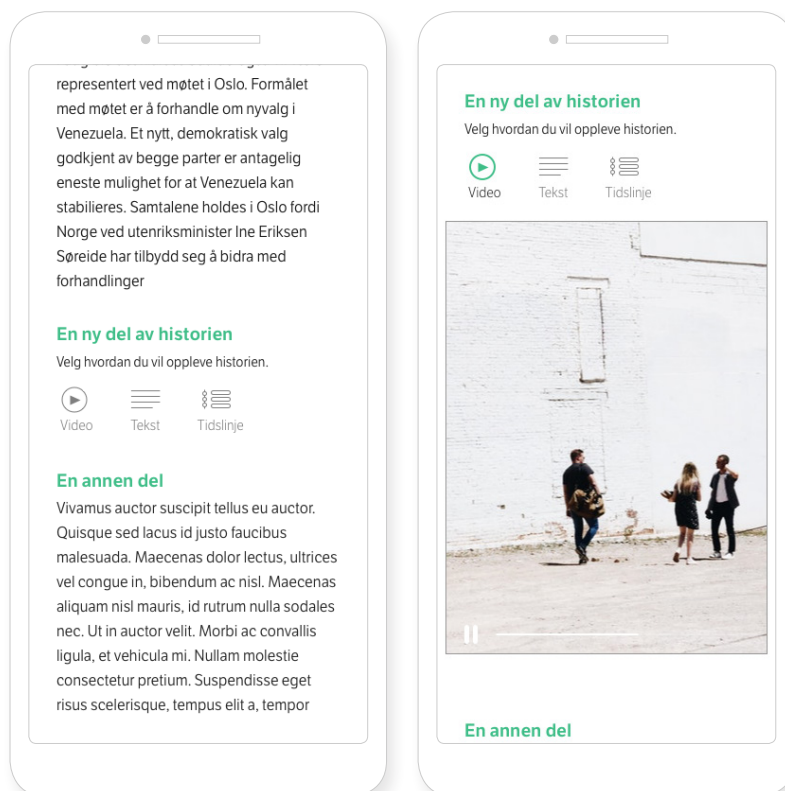 representert ved møtet i Oslo. Formålet
med møtet er å forhandle om nyvalg i
Venezuela. Et nytt, demokratisk valg
godkjent av begge parter er antagelig
eneste mulighet for at Venezuela kan
stabilieres. Samtalene holdes i Oslo fordi
Norge ved utenriksminister Ine Eriksen
Søreide har tilbydd seg å bidra med
forhandlinger
En ny del av historien
Velg hvordan du vil oppleve historien.
Video Tekst Tidslinje
En annen del
Vivamus auctor suscipit tellus eu auctor.
Quisque sed lacus id justo faucibus
malesuada. Maecenas dolor lectus, ultrices
vel congue in, bibendum ac nisl. Maecenas
aliquam nisl mauris, id rutrum nulla sodales
nec. Ut in auctor velit. Morbi ac convallis
ligula, et vehicula mi. Nullam molestie
consectetur pretium. Suspendisse eget
risus scelerisque, tempus elit a, tempor
En ny del av historien
Velg hvordan du vil oppleve historien.
Video Tekst Tidslinje
En annen del